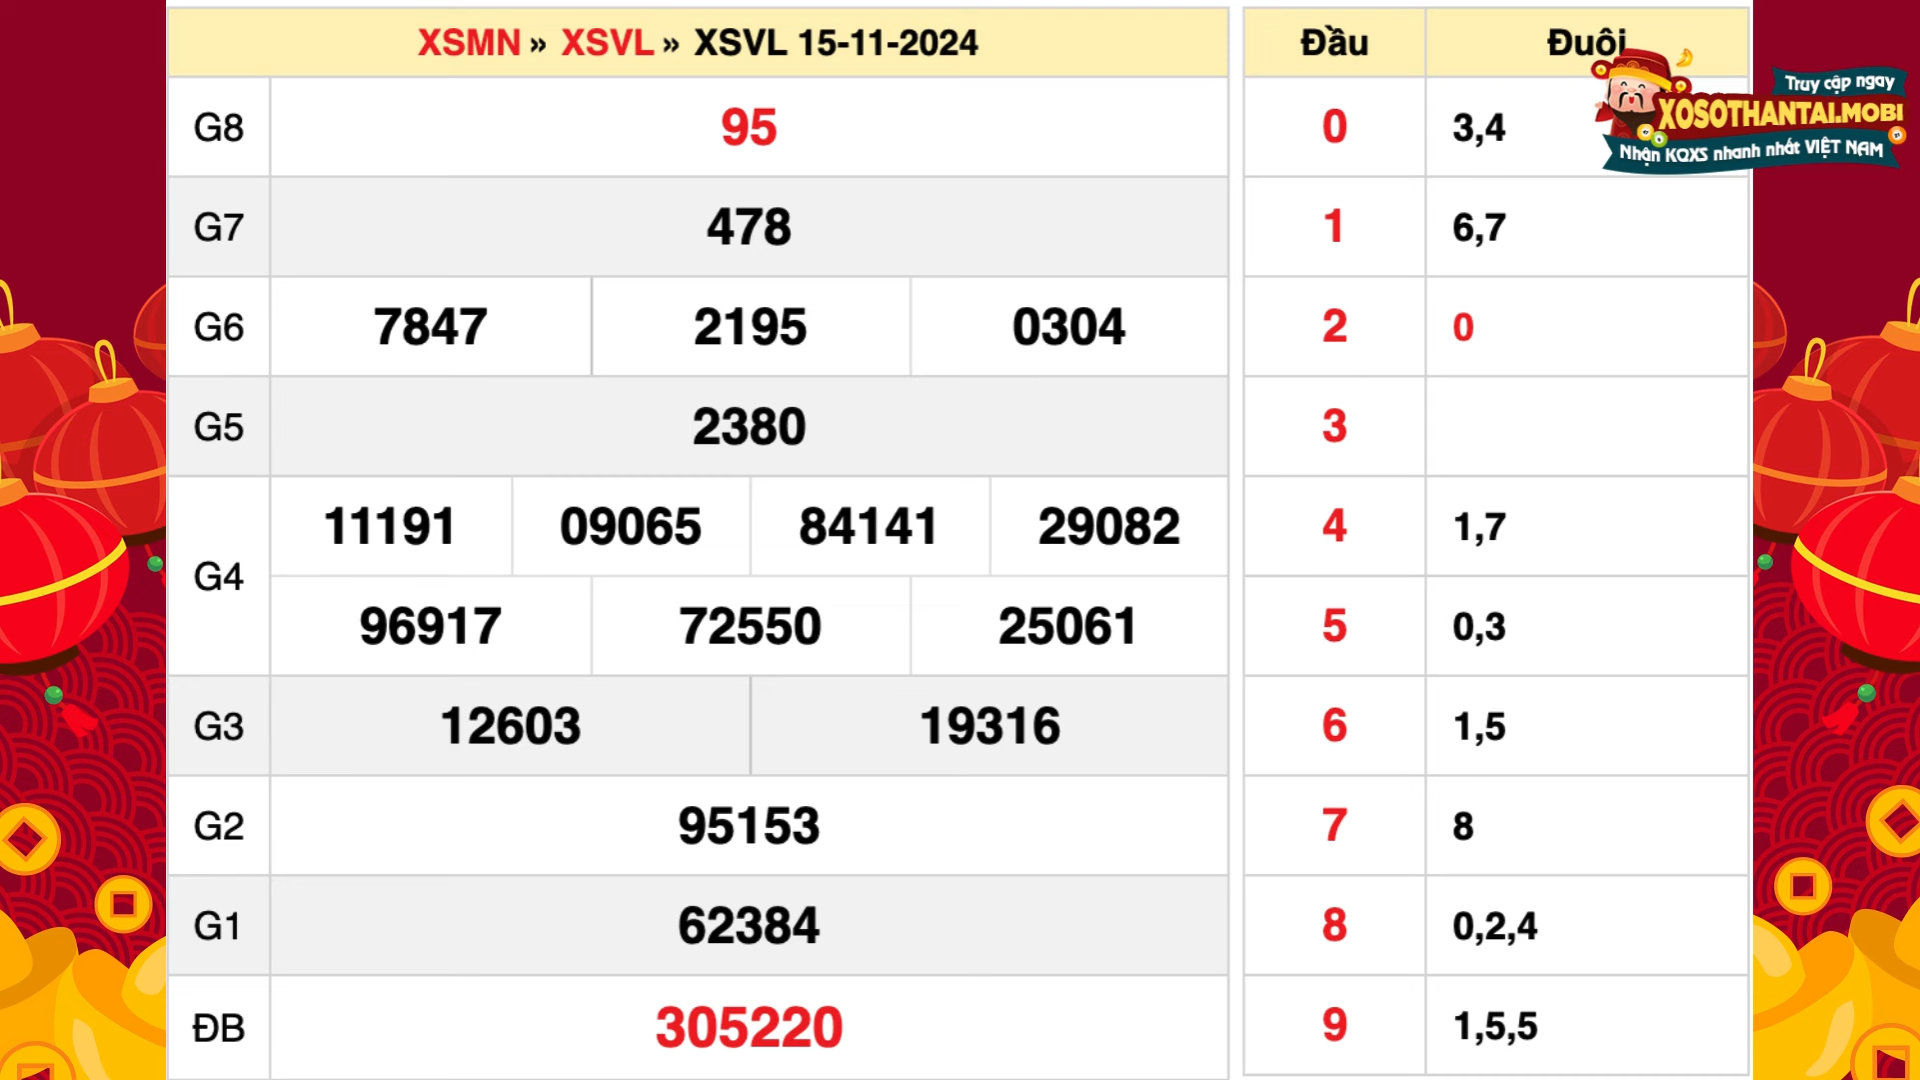 XSMN » XSVL » XSVL 15-11-2024
G8 95
G7 478
G6 7847 2195 0304
G5 2380
G4 11191 09065 84141 29082
96917 72550 25061
G3 12603 19316
G2 95153
G1 62384
ĐB 305220
Đầu Đuôi
0 3,4
1 6,7
2 0
3
4 1,7
5 0,3
6 1,5
7 8
8 0,2,4
9 1,5,5
Truy cập ngay
XOSOTHANTAI.MOBI
Nhận KQXS nhanh nhất VIỆT NAM